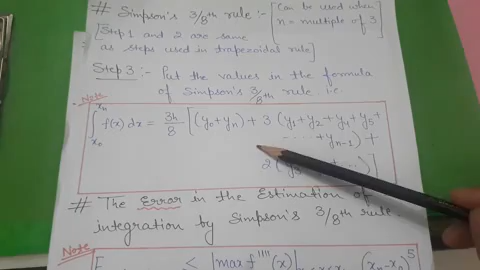 # Simpson's 3/8th rule :- [Can be used when n = multiple of 3]
[Step 1 and 2 are same as steps used in trapezoidal rule]
Step 3 :- Put the values in the formula of Simpson's 3/8th rule. i.e.
Note
∫ₓ₀ˣⁿ f(x) dx = 3h/8 [(y₀+yₙ) + 3 (y₁+y₂+y₄+y₅+
.....+yₙ₋₁) +
2 (y₃ ...)]
# The Error in the Estimation of
integration by Simpson's 3/8th rule.
Note
E ≤ |max f''''(x)| (xₙ-x₀)⁵